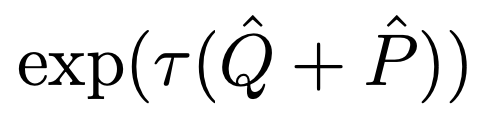 exp(τ(Q̂ + P̂))